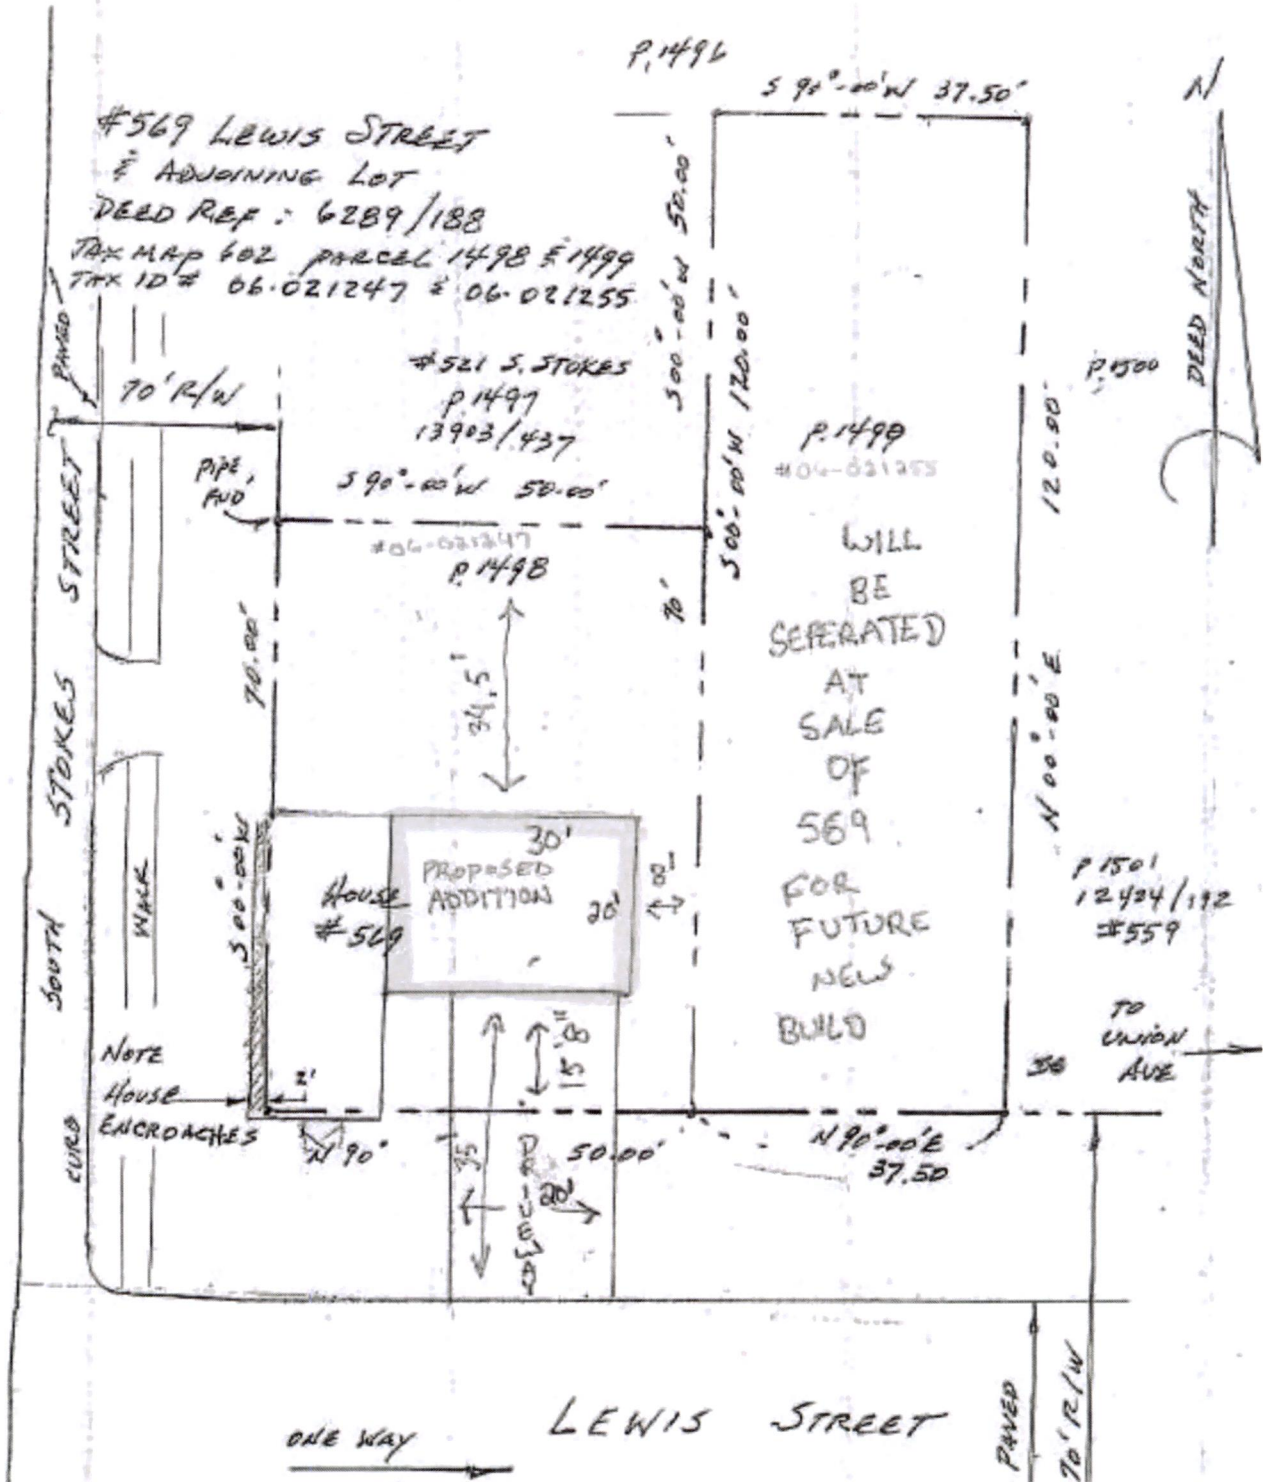 P.1496
S 90°-00'W 37.50'
N
#569 LEWIS STREET
& ADJOINING LOT
DEED REF: 6289/188
TAX MAP 602 PARCEL 1498 & 1499
TAX ID # 06-021247 & 06-021255
DEED NORTH
PAVED
70' R/W
#521 S. STOKES
P.1497
13903/437
S 00°-00'W 50.00'
S 00°-00'W 120.00'
P.1499
#06-021255
P.1500
120.00'
PIPE
FND
S 90°-00'W 50.00'
#06-021247
P.1498
70.00'
34.5'
70'
WILL
BE
SEPERATED
AT
SALE
OF
569
FOR
FUTURE
NEW
BUILD
N 00°-00'E
SOUTH STOKES STREET
WALK
S 00°-00'W
HOUSE
#569
PROPOSED
ADDITION
30'
20'
8'
P 1501
12424/192
#559
TO
UNION
AVE
NOTE
HOUSE
ENCROACHES
2'
CURB
N 90°
35'
15'8"
20'
50.00'
N 90°-00'E
37.50
LEWIS STREET
ONE WAY
PAVED
70' R/W